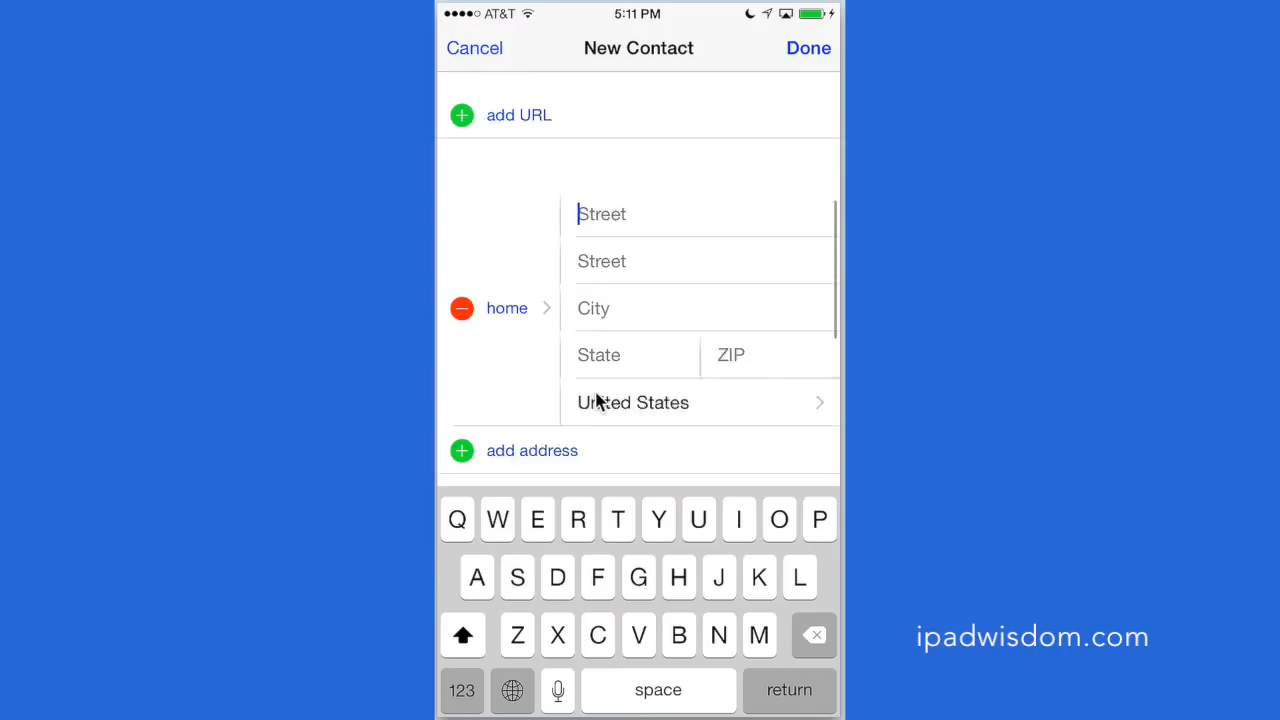 AT&T 5:11 PM
Cancel New Contact Done
add URL
Street
Street
City
home
State ZIP
United States
add address
Q W E R T Y U I O P
A S D F G H J K L
Z X C V B N M
ipadwisdom.com
123 space return